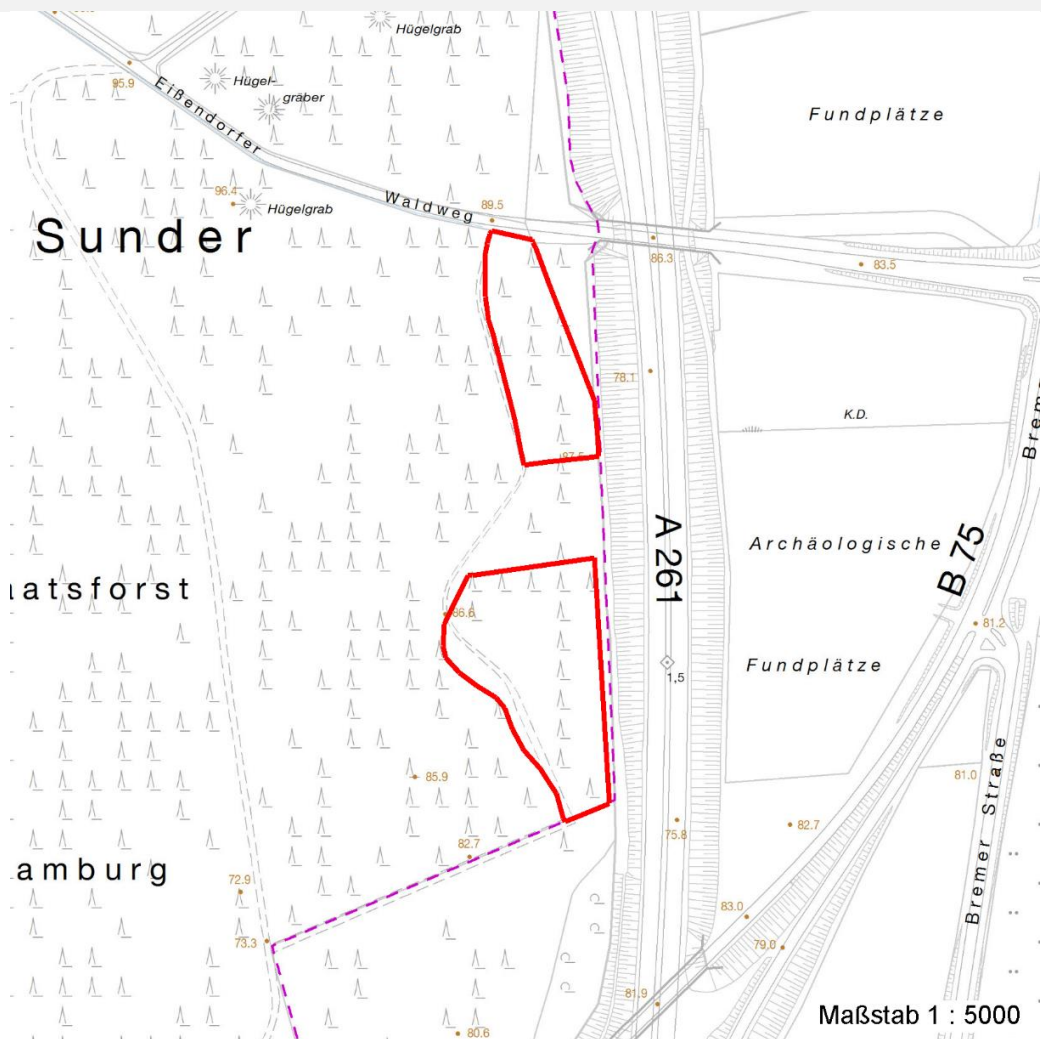 Hügelgrab
95.9
Hügel-
gräber
Eißendorfer
Fundplätze
96.4
Hügelgrab
Waldweg
89.5
Sunder
86.3
83.5
78.1
K.D.
87.5
A 261
Archäologische
B 75
atsforst
86.6
81.2
Fundplätze
1,5
85.9
81.0
Bremer Straße
75.8
82.7
82.7
amburg
72.9
83.0
73.3
79.0
81.9
80.6
Maßstab 1 : 5000